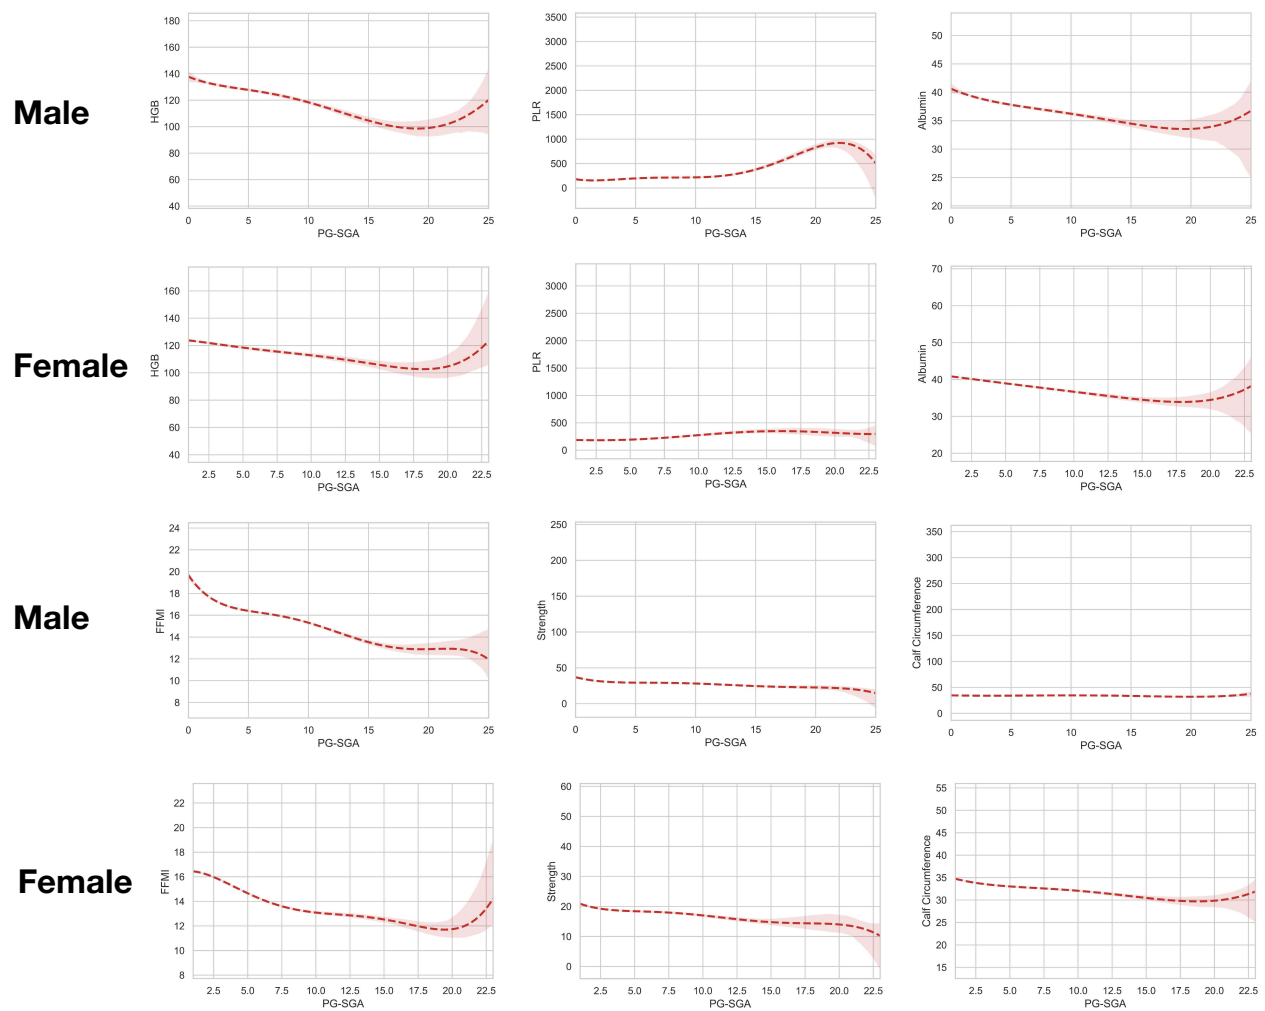 Male
HGB
180
160
140
120
100
80
60
40
0 5 10 15 20 25
PG-SGA
PLR
3500
3000
2500
2000
1500
1000
500
0
0 5 10 15 20 25
PG-SGA
Albumin
50
45
40
35
30
25
20
0 5 10 15 20 25
PG-SGA
Female
HGB
160
140
120
100
80
60
40
2.5 5.0 7.5 10.0 12.5 15.0 17.5 20.0 22.5
PG-SGA
PLR
3000
2500
2000
1500
1000
500
0
2.5 5.0 7.5 10.0 12.5 15.0 17.5 20.0 22.5
PG-SGA
Albumin
70
60
50
40
30
20
2.5 5.0 7.5 10.0 12.5 15.0 17.5 20.0 22.5
PG-SGA
Male
FFMI
24
22
20
18
16
14
12
10
8
0 5 10 15 20 25
PG-SGA
Strength
250
200
150
100
50
0
0 5 10 15 20 25
PG-SGA
Calf Circumference
350
300
250
200
150
100
50
0
0 5 10 15 20 25
PG-SGA
Female
FFMI
22
20
18
16
14
12
10
8
2.5 5.0 7.5 10.0 12.5 15.0 17.5 20.0 22.5
PG-SGA
Strength
60
50
40
30
20
10
0
2.5 5.0 7.5 10.0 12.5 15.0 17.5 20.0 22.5
PG-SGA
Calf Circumference
55
50
45
40
35
30
25
20
15
2.5 5.0 7.5 10.0 12.5 15.0 17.5 20.0 22.5
PG-SGA